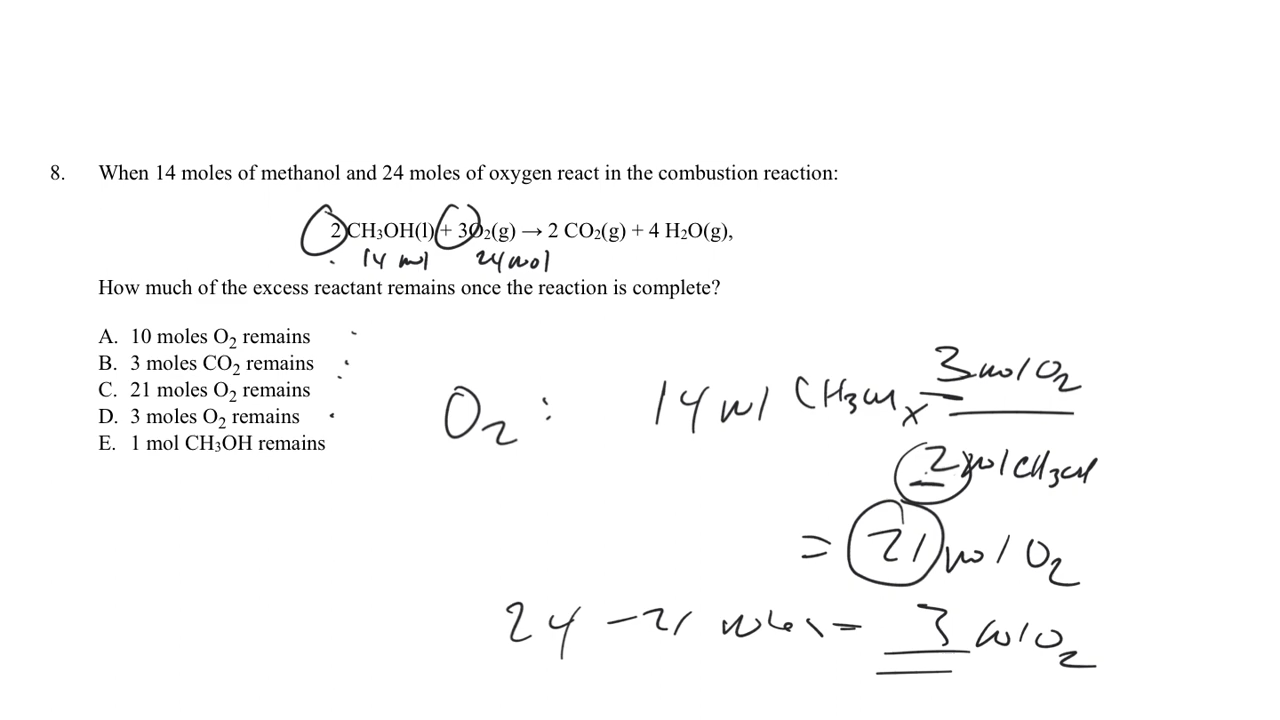 8. When 14 moles of methanol and 24 moles of oxygen react in the combustion reaction:
2CH₃OH(l) + 3O₂(g) → 2 CO₂(g) + 4 H₂O(g),
14 mol 24 mol
How much of the excess reactant remains once the reaction is complete?
A. 10 moles O₂ remains
B. 3 moles CO₂ remains
C. 21 moles O₂ remains
D. 3 moles O₂ remains
E. 1 mol CH₃OH remains
3 mol O₂
O₂ : 14 mol CH₃OH x
2 mol CH₃OH
= 21 mol O₂
24 - 21 moles = 3 mol O₂